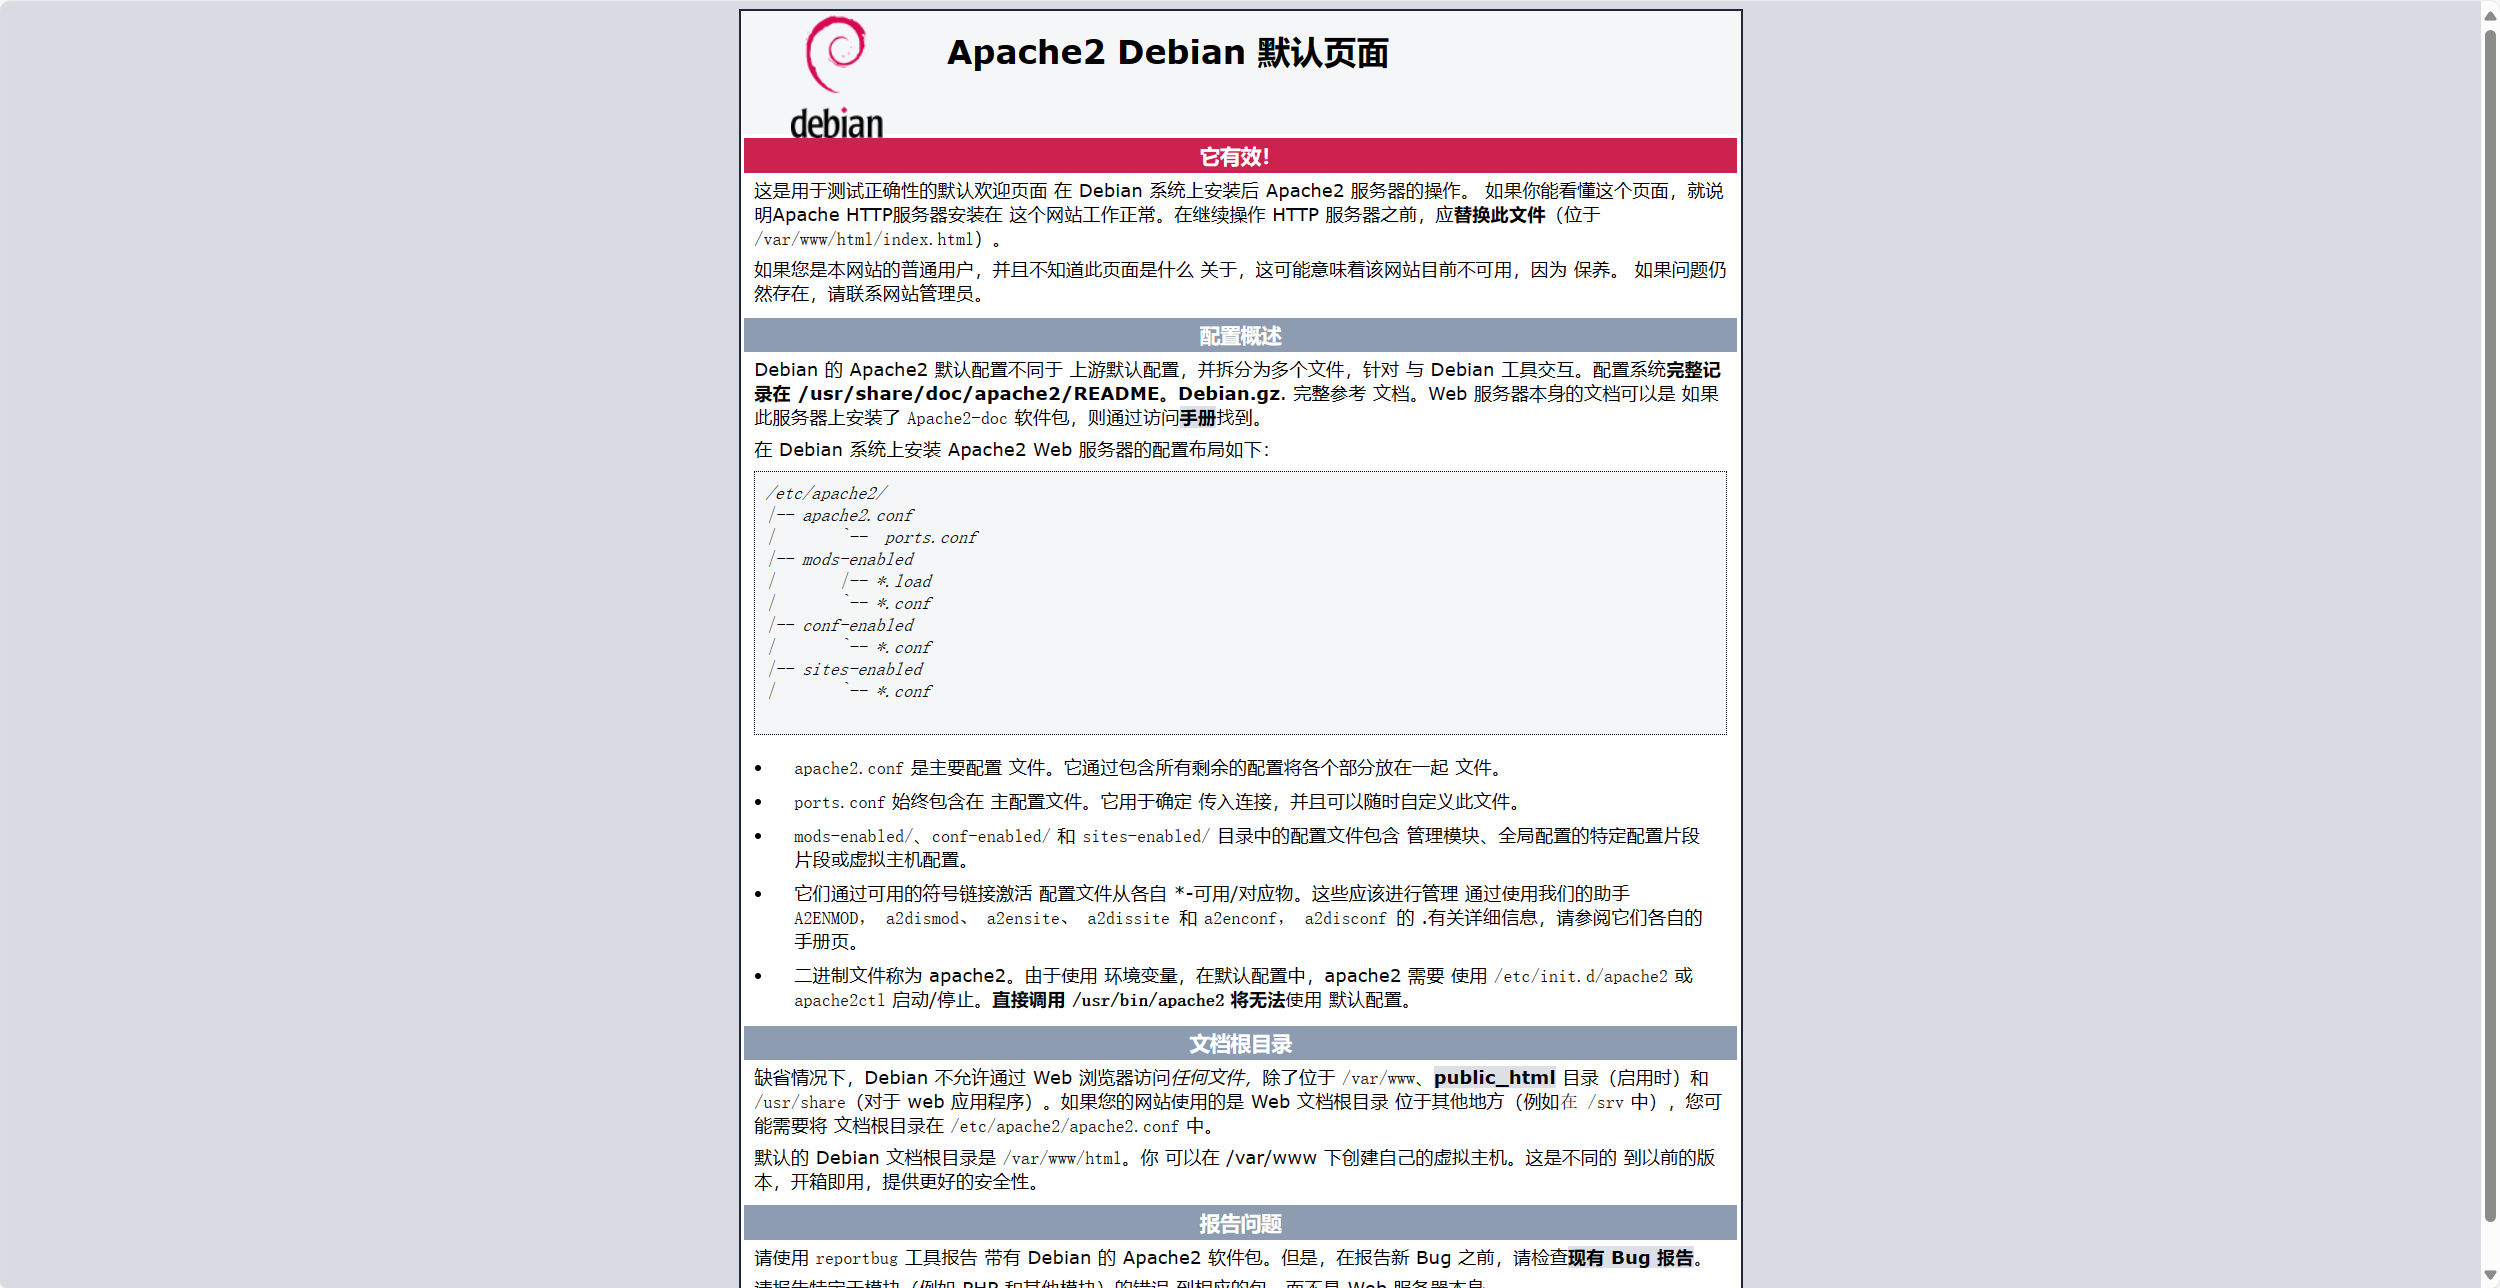 debian
Apache2 Debian 默认页面
它有效！
这是用于测试正确性的默认欢迎页面 在 Debian 系统上安装后 Apache2 服务器的操作。 如果你能看懂这个页面，就说
明Apache HTTP服务器安装在 这个网站工作正常。在继续操作 HTTP 服务器之前，应替换此文件（位于
/var/www/html/index.html）。
如果您是本网站的普通用户，并且不知道此页面是什么 关于，这可能意味着该网站目前不可用，因为 保养。 如果问题仍
然存在，请联系网站管理员。
配置概述
Debian 的 Apache2 默认配置不同于 上游默认配置，并拆分为多个文件，针对 与 Debian 工具交互。配置系统完整记
录在 /usr/share/doc/apache2/README。Debian.gz. 完整参考 文档。Web 服务器本身的文档可以是 如果
此服务器上安装了 Apache2-doc 软件包，则通过访问手册找到。
在 Debian 系统上安装 Apache2 Web 服务器的配置布局如下：
/etc/apache2/
|-- apache2.conf
|       `--  ports.conf
|-- mods-enabled
|       |-- *.load
|       `-- *.conf
|-- conf-enabled
|       `-- *.conf
|-- sites-enabled
|       `-- *.conf
• apache2.conf 是主要配置 文件。它通过包含所有剩余的配置将各个部分放在一起 文件。
• ports.conf 始终包含在 主配置文件。它用于确定 传入连接，并且可以随时自定义此文件。
• mods-enabled/、conf-enabled/ 和 sites-enabled/ 目录中的配置文件包含 管理模块、全局配置的特定配置片段
片段或虚拟主机配置。
• 它们通过可用的符号链接激活 配置文件从各自 *-可用/对应物。这些应该进行管理 通过使用我们的助手
A2ENMOD， a2dismod、 a2ensite、 a2dissite 和 a2enconf， a2disconf 的 .有关详细信息，请参阅它们各自的
手册页。
• 二进制文件称为 apache2。由于使用 环境变量，在默认配置中，apache2 需要 使用 /etc/init.d/apache2 或
apache2ctl 启动/停止。直接调用 /usr/bin/apache2 将无法使用 默认配置。
文档根目录
缺省情况下，Debian 不允许通过 Web 浏览器访问任何文件，除了位于 /var/www、public_html 目录（启用时）和
/usr/share（对于 web 应用程序）。如果您的网站使用的是 Web 文档根目录 位于其他地方（例如在 /srv 中），您可
能需要将 文档根目录在 /etc/apache2/apache2.conf 中。
默认的 Debian 文档根目录是 /var/www/html。你 可以在 /var/www 下创建自己的虚拟主机。这是不同的 到以前的版
本，开箱即用，提供更好的安全性。
报告问题
请使用 reportbug 工具报告 带有 Debian 的 Apache2 软件包。但是，在报告新 Bug 之前，请检查现有 Bug 报告。
请报告特定于模块（例如 PHP 和其他模块）的错误 到相应的包，而不是 Web 服务器本身。